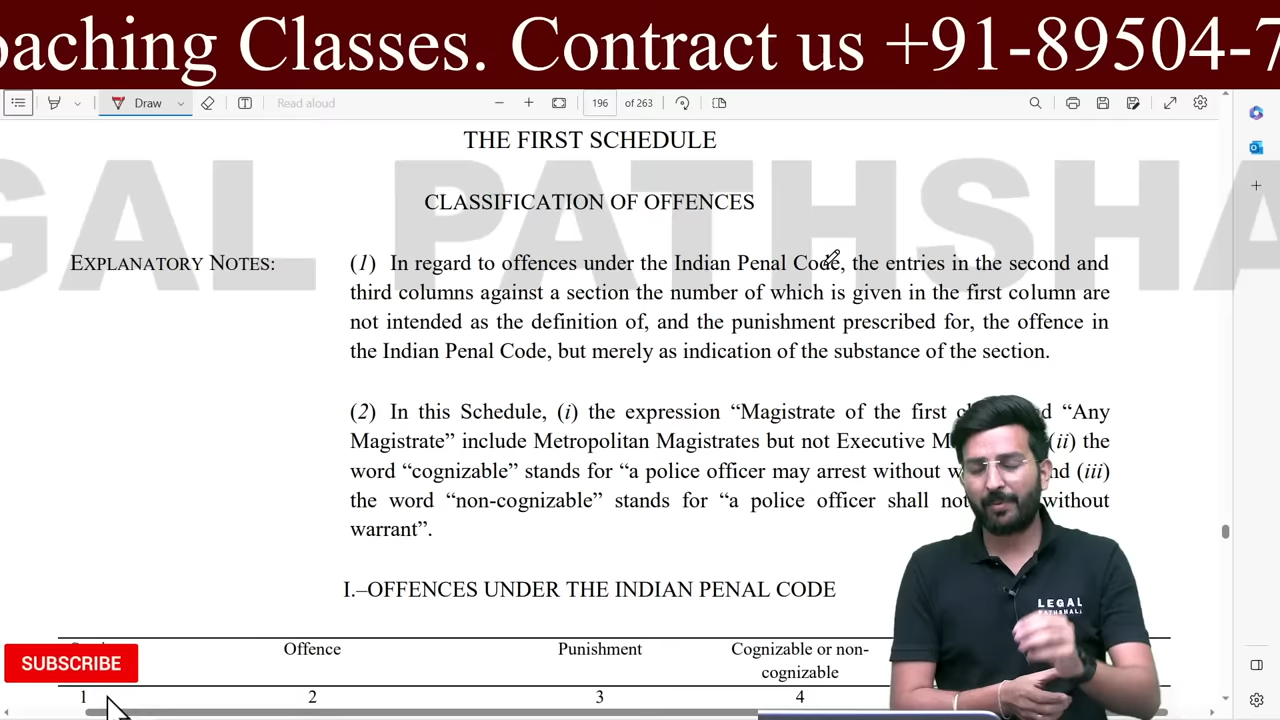 oaching Classes. Contract us +91-89504-7
Draw
Read aloud
196 of 263
GAL PATHSHA
THE FIRST SCHEDULE
CLASSIFICATION OF OFFENCES
EXPLANATORY NOTES: (1) In regard to offences under the Indian Penal Code, the entries in the second and
third columns against a section the number of which is given in the first column are
not intended as the definition of, and the punishment prescribed for, the offence in
the Indian Penal Code, but merely as indication of the substance of the section.
(2) In this Schedule, (i) the expression “Magistrate of the first “Any
Magistrate” include Metropolitan Magistrates but not Executive (ii) the
word “cognizable” stands for “a police officer may arrest without (iii)
the word “non-cognizable” stands for “a police officer shall not without
warrant”.
I.–OFFENCES UNDER THE INDIAN PENAL CODE
Offence Punishment Cognizable or non-
cognizable
1 2 3 4
SUBSCRIBE
LEGAL
PATHSHALA